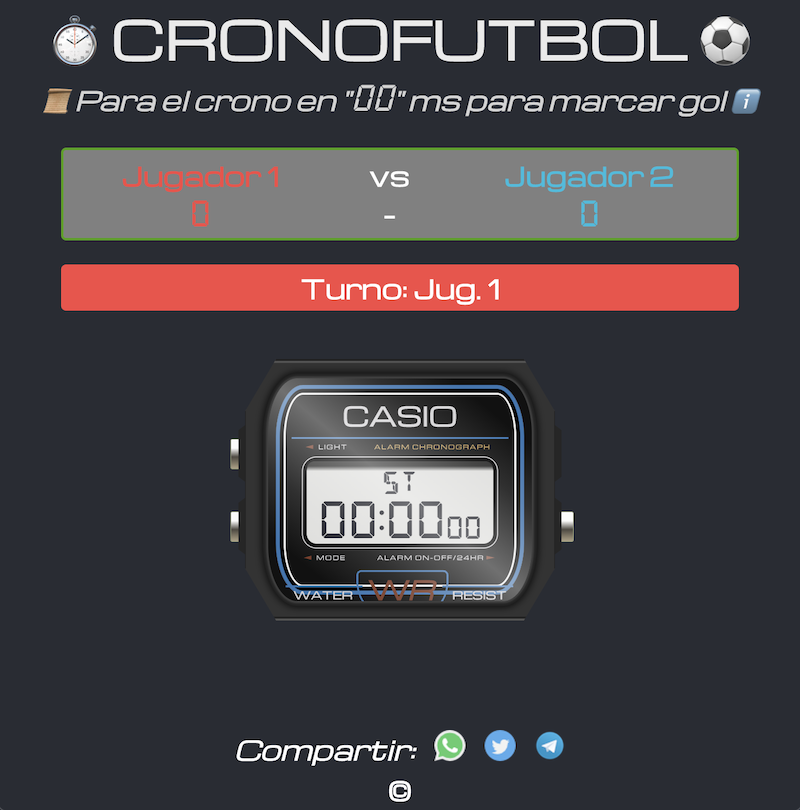 CRONOFUTBOL
Para el crono en "00" ms para marcar gol
Jugador 1 vs Jugador 2
0 - 0
Turno: Jug. 1
CASIO
LIGHT ALARM CHRONOGRAPH
ST
00:00 00
MODE ALARM ON-OFF/24HR
WATER WR RESIST
Compartir:
©